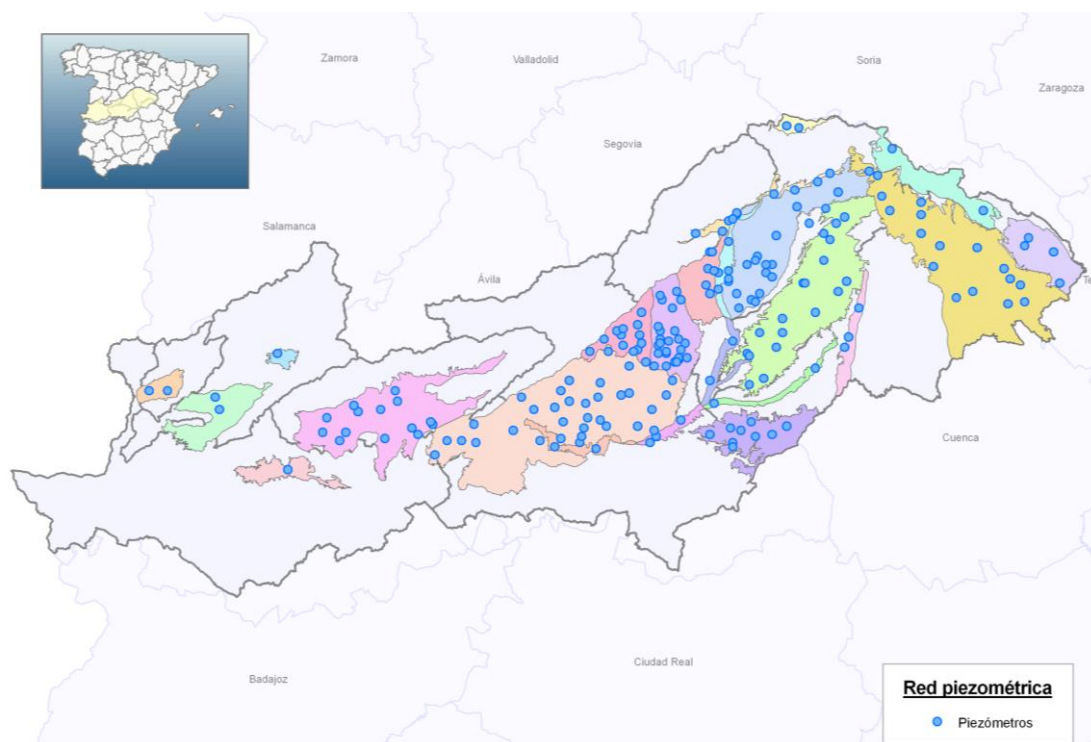 Zamora
Valladolid
Soria
Zaragoza
Segovia
Salamanca
Ávila
Te
Cuenca
Ciudad Real
Badajoz
Red piezométrica
Piezómetros